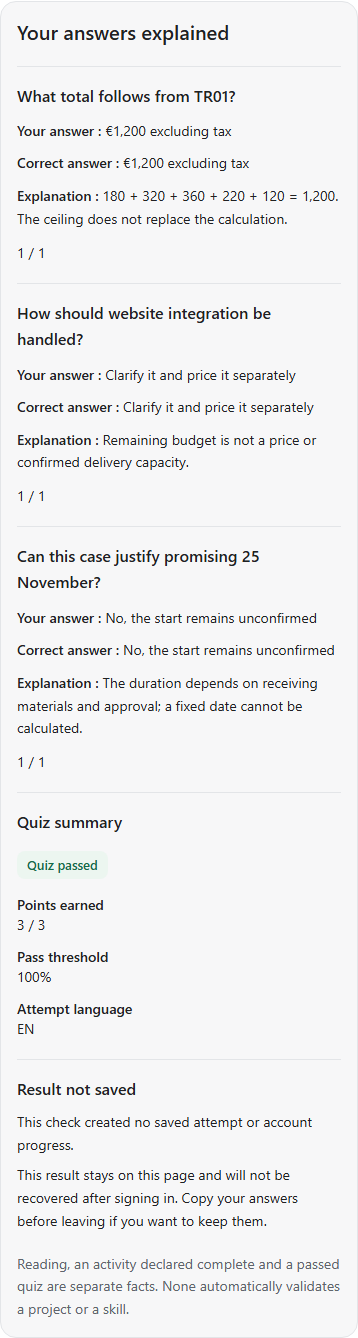 Your answers explained
What total follows from TR01?
Your answer : €1,200 excluding tax
Correct answer : €1,200 excluding tax
Explanation : 180 + 320 + 360 + 220 + 120 = 1,200.
The ceiling does not replace the calculation.
1 / 1
How should website integration be
handled?
Your answer : Clarify it and price it separately
Correct answer : Clarify it and price it separately
Explanation : Remaining budget is not a price or
confirmed delivery capacity.
1 / 1
Can this case justify promising 25
November?
Your answer : No, the start remains unconfirmed
Correct answer : No, the start remains unconfirmed
Explanation : The duration depends on receiving
materials and approval; a fixed date cannot be
calculated.
1 / 1
Quiz summary
Quiz passed
Points earned
3 / 3
Pass threshold
100%
Attempt language
EN
Result not saved
This check created no saved attempt or account
progress.
This result stays on this page and will not be
recovered after signing in. Copy your answers
before leaving if you want to keep them.
Reading, an activity declared complete and a passed
quiz are separate facts. None automatically validates
a project or a skill.